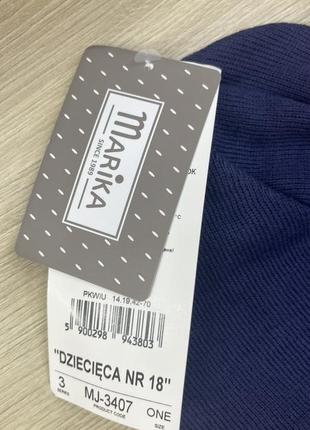 MARiKA
SINCE 1989
PKWiU 14.19.42-70
5 900298 943803
"DZIECIĘCA NR 18"
3 MJ-3407 ONE
SERIES PRODUCT CODE SIZE